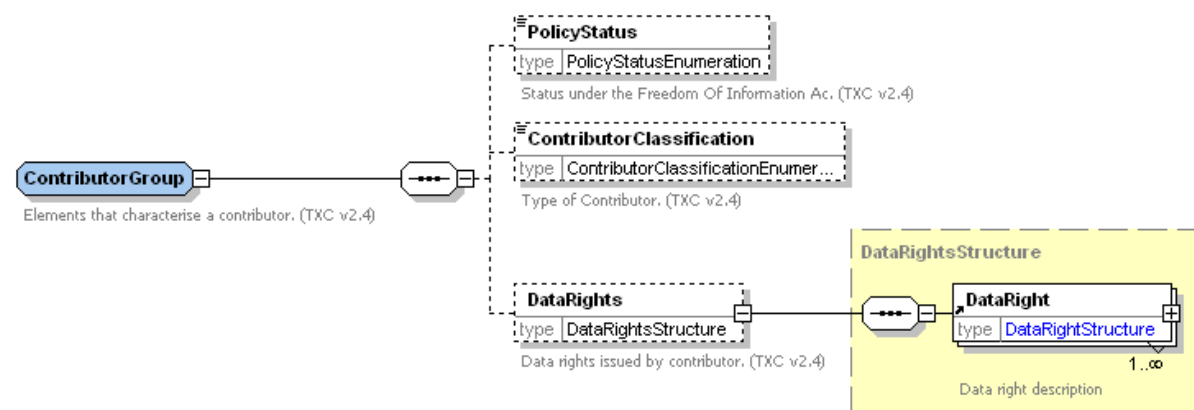 PolicyStatus
type PolicyStatusEnumeration
Status under the Freedom Of Information Ac. (TXC v2.4)
ContributorClassification
type ContributorClassificationEnumer...
Type of Contributor. (TXC v2.4)
ContributorGroup
Elements that characterise a contributor. (TXC v2.4)
DataRightsStructure
DataRights
type DataRightsStructure
Data rights issued by contributor. (TXC v2.4)
DataRight
type DataRightStructure
1..∞
Data right description